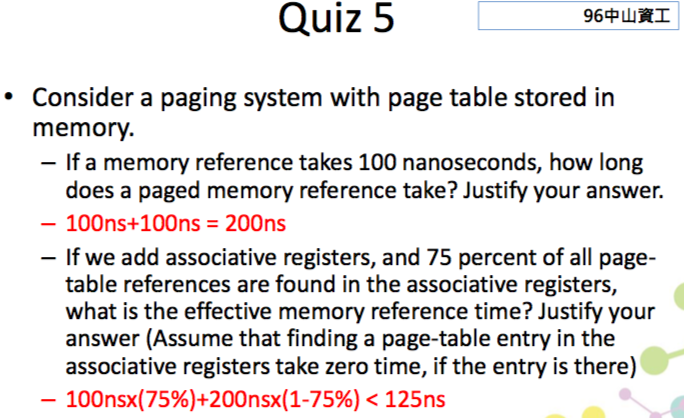 Quiz 5
96中山資工
• Consider a paging system with page table stored in
memory.
– If a memory reference takes 100 nanoseconds, how long
does a paged memory reference take? Justify your answer.
– 100ns+100ns = 200ns
– If we add associative registers, and 75 percent of all page-
table references are found in the associative registers,
what is the effective memory reference time? Justify your
answer (Assume that finding a page-table entry in the
associative registers take zero time, if the entry is there)
– 100nsx(75%)+200nsx(1-75%) < 125ns